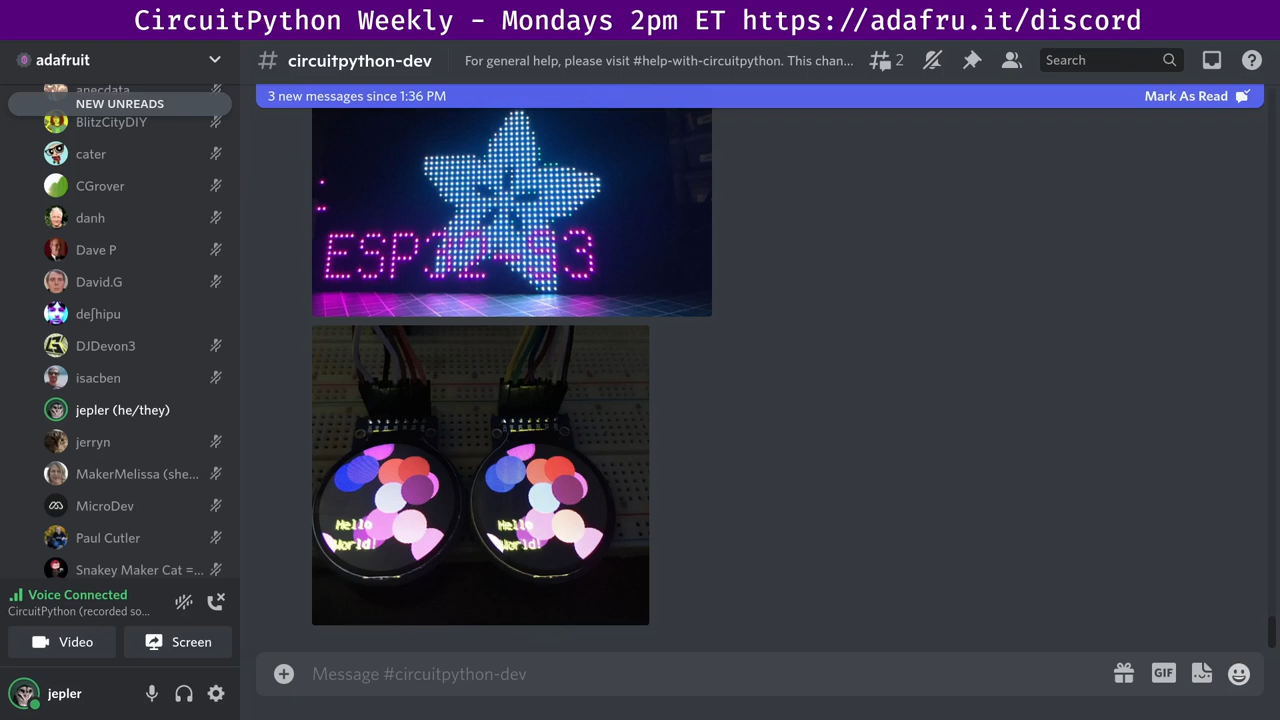 CircuitPython Weekly - Mondays 2pm ET https://adafru.it/discord
adafruit
# circuitpython-dev
For general help, please visit #help-with-circuitpython. This chan...
2
Search
3 new messages since 1:36 PM
Mark As Read
anecdata
NEW UNREADS
BlitzCityDIY
cater
CGrover
danh
Dave P
David.G
deʃhipu
DJDevon3
isacben
jepler (he/they)
jerryn
MakerMelissa (she...
MicroDev
Paul Cutler
Snakey Maker Cat =...
Voice Connected
CircuitPython (recorded so...
Video
Screen
jepler
ESP32-S3
Hello
World!
Hello
World!
Message #circuitpython-dev
GIF